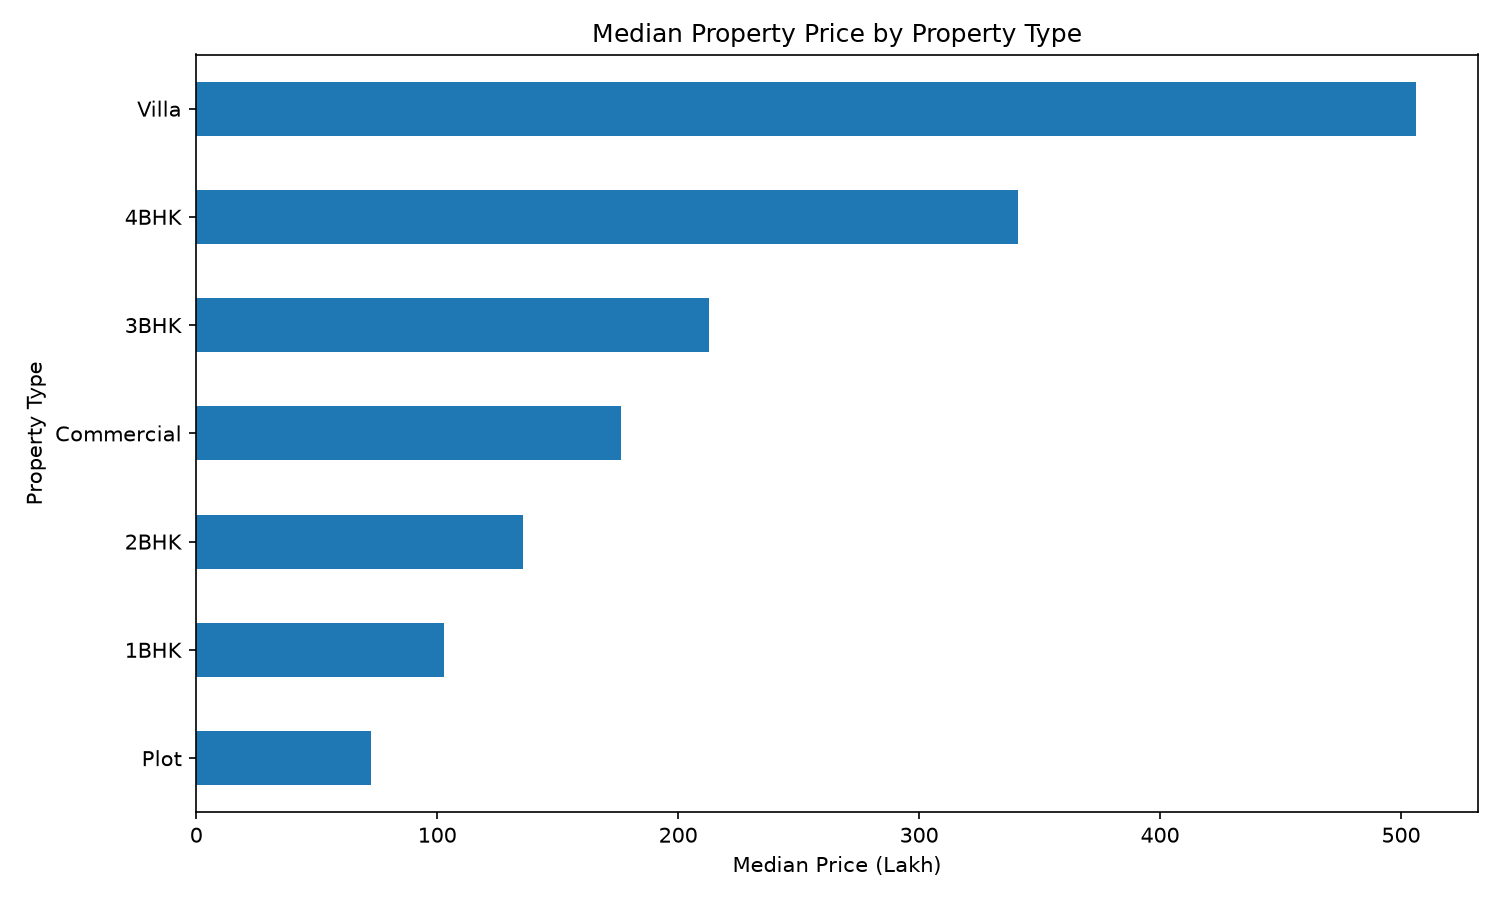 Median Property Price by Property Type
Villa
4BHK
3BHK
Commercial
2BHK
1BHK
Plot
Property Type
0 100 200 300 400 500
Median Price (Lakh)